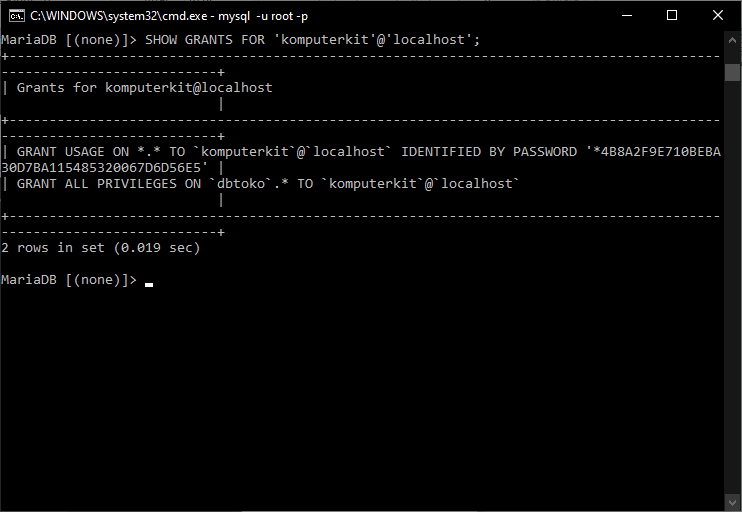 C:\WINDOWS\system32\cmd.exe - mysql -u root -p
MariaDB [(none)]> SHOW GRANTS FOR 'komputerkit'@'localhost';
+------------------------------------------------------------------------------------------
---------------------------+
| Grants for komputerkit@localhost
                           |
+------------------------------------------------------------------------------------------
---------------------------+
| GRANT USAGE ON *.* TO `komputerkit`@`localhost` IDENTIFIED BY PASSWORD '*4B8A2F9E710BEBA
30D7BA115485320067D6D56E5' |
| GRANT ALL PRIVILEGES ON `dbtoko`.* TO `komputerkit`@`localhost`
                           |
+------------------------------------------------------------------------------------------
---------------------------+
2 rows in set (0.019 sec)
MariaDB [(none)]>